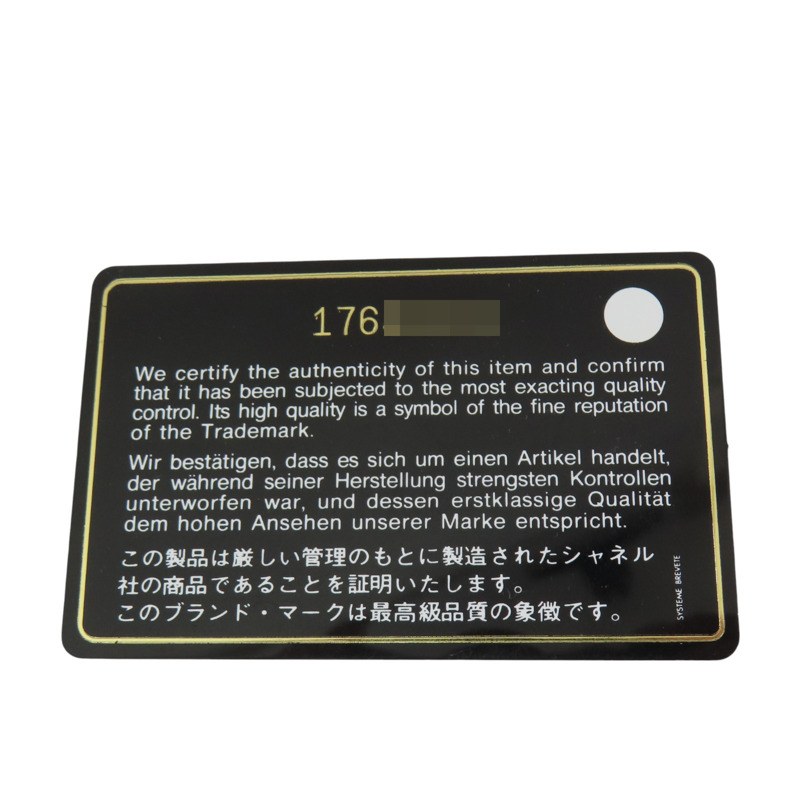 176
We certify the authenticity of this item and confirm
that it has been subjected to the most exacting quality
control. Its high quality is a symbol of the fine reputation
of the Trademark.
Wir bestätigen, dass es sich um einen Artikel handelt,
der während seiner Herstellung strengsten Kontrollen
unterworfen war, und dessen erstklassige Qualität
dem hohen Ansehen unserer Marke entspricht.
この製品は厳しい管理のもとに製造されたシャネル
社の商品であることを証明いたします。
このブランド・マークは最高級品質の象徴です。
SYSTEME BREVETE